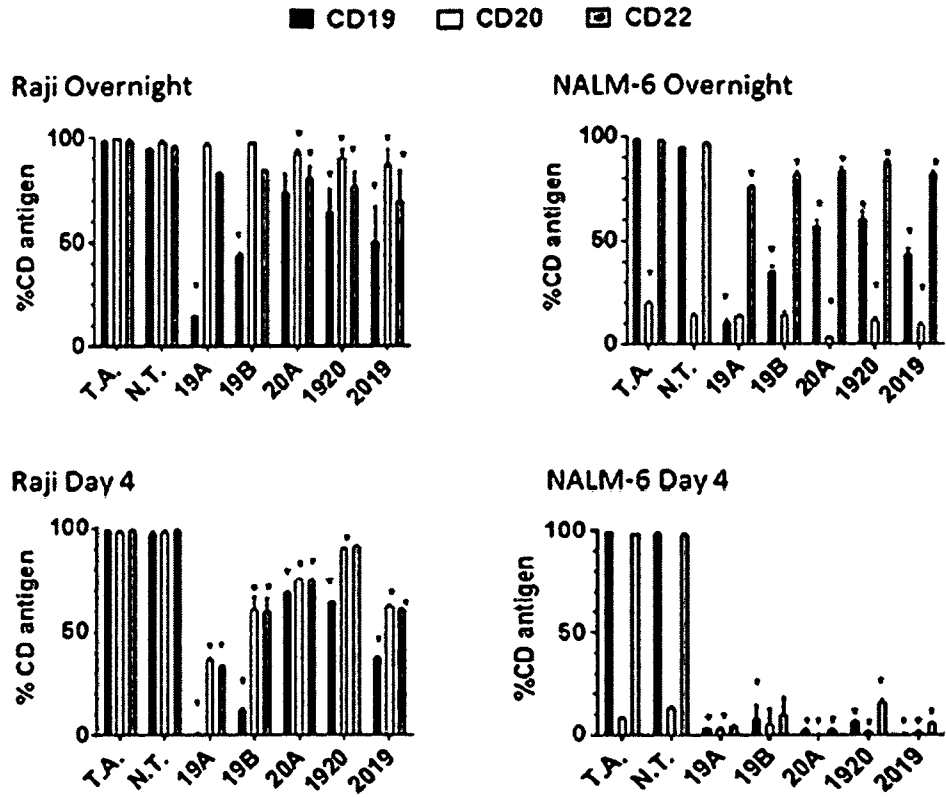 CD19 CD20 CD22
Raji Overnight
%CD antigen
100
50
0
T.A. N.T. 19A 19B 20A 1920 2019
NALM-6 Overnight
%CD antigen
100
50
0
T.A. N.T. 19A 19B 20A 1920 2019
Raji Day 4
% CD antigen
100
50
0
T.A. N.T. 19A 19B 20A 1920 2019
NALM-6 Day 4
%CD antigen
100
50
0
T.A. N.T. 19A 19B 20A 1920 2019